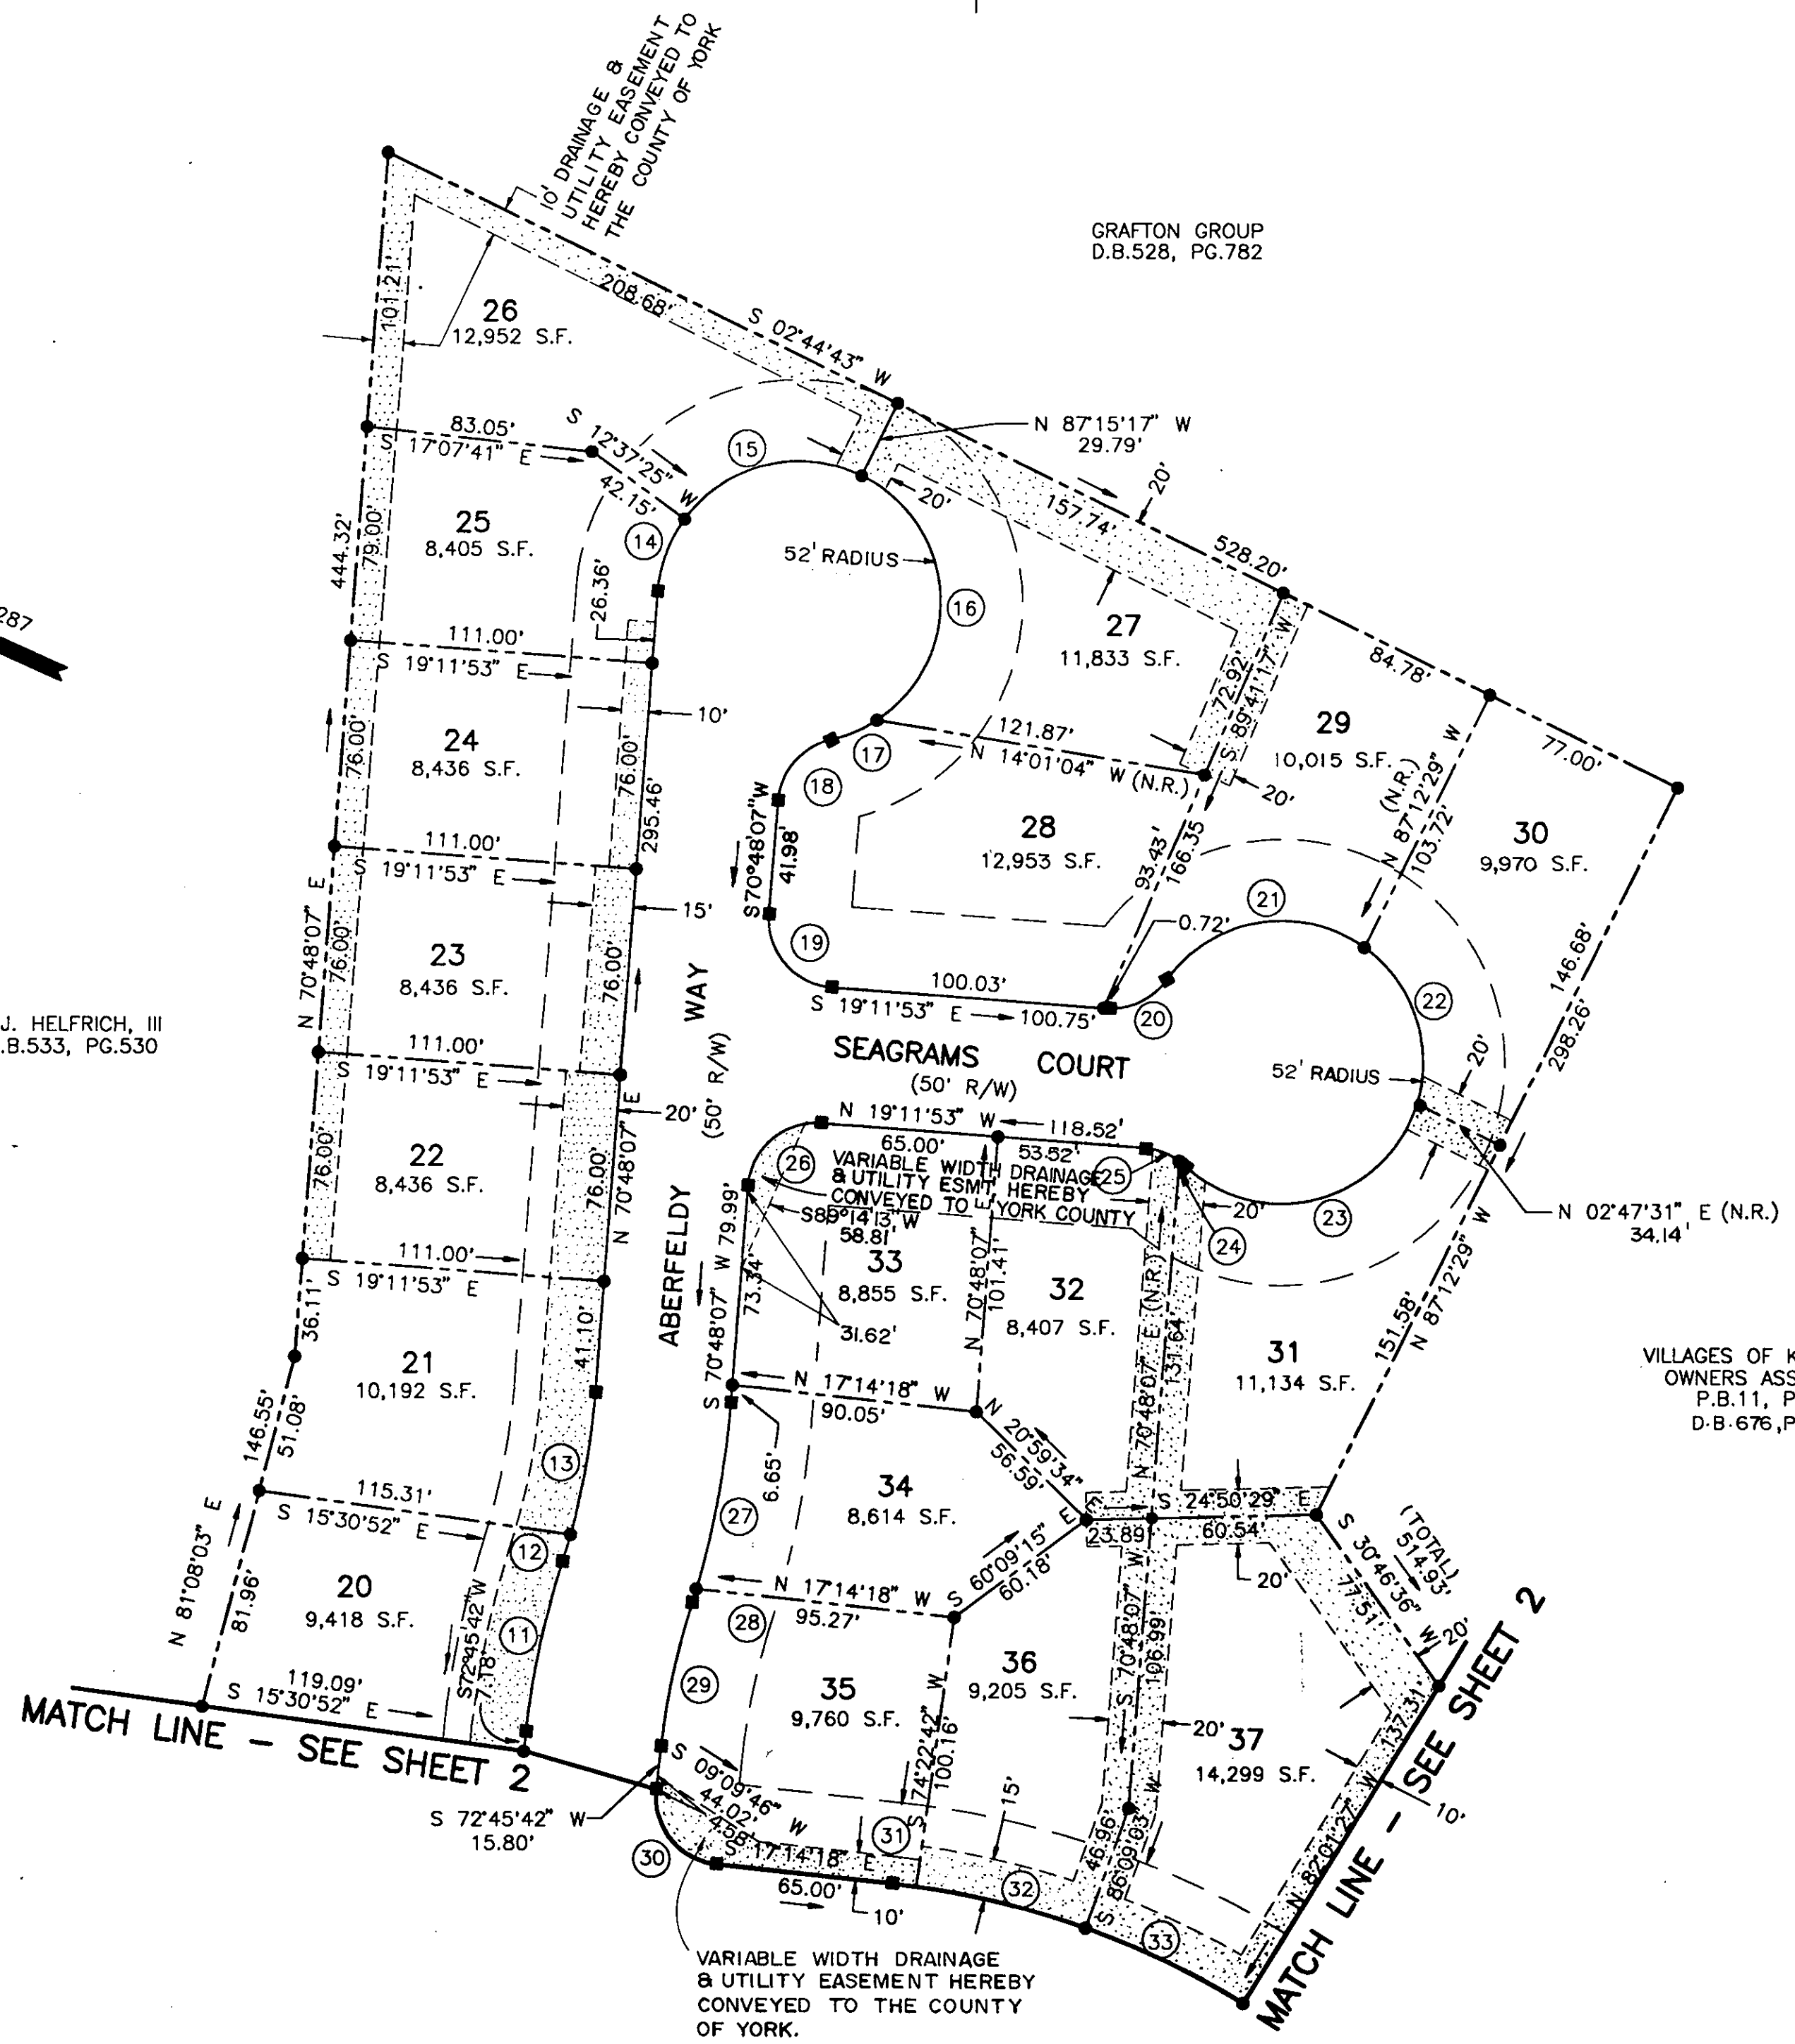 10' DRAINAGE &
UTILITY EASEMENT
HEREBY CONVEYED TO
THE COUNTY OF YORK
GRAFTON GROUP
D.B.528, PG.782
101.21'
208.68'
S 02°44'43" W
26
12,952 S.F.
N 87°15'17" W
29.79'
83.05'
S 17°07'41" E
S 12°37'25" W
42.15'
15
20'
20'
157.74'
528.20'
444.32'
79.00'
25
8,405 S.F.
14
26.36'
52' RADIUS
16
27
11,833 S.F.
287
111.00'
S 19°11'53" E
10'
72.92'
S 89°41'17" W
84.78'
29
10,015 S.F.
77.00'
76.00'
24
8,436 S.F.
76.00'
295.46'
17
121.87'
N 14°01'04" W (N.R.)
20'
18
N 87°12'29" W
(N.R.)
103.72'
30
9,970 S.F.
S70°48'07"W
41.98'
28
12,953 S.F.
93.43'
166.35
111.00'
S 19°11'53" E
15'
21
0.72'
N 70°48'07" E
76.00'
23
8,436 S.F.
76.00'
19
100.03'
S 19°11'53" E
100.75'
20
22
146.68'
298.26'
J. HELFRICH, III
.B.533, PG.530
111.00'
S 19°11'53" E
20'
ABERFELDY WAY
(50' R/W)
SEAGRAMS COURT
(50' R/W)
52' RADIUS
20'
N 19°11'53" W
118.52'
65.00'
53.52'
76.00'
22
8,436 S.F.
76.00'
N 70°48'07" E
26
VARIABLE WIDTH DRAINAGE
& UTILITY ESMT HEREBY
CONVEYED TO YORK COUNTY
25
S89°14'13"W
58.81'
20'
24
23
N 02°47'31" E (N.R.)
34.14'
111.00'
S 19°11'53" E
S 70°48'07" W 79.99'
73.34'
33
8,855 S.F.
31.62'
N 70°48'07" E
101.41'
32
8,407 S.F.
N 70°48'07" E (N.R.)
131.64'
31
11,134 S.F.
151.58'
N 87°12'29" W
VILLAGES OF K
OWNERS ASS
P.B.11, P
D.B.676,P
36.11'
21
10,192 S.F.
41.10'
N 17°14'18" W
90.05'
N 20°59'34" E
56.59'
146.55'
51.08'
13
6.65'
27
34
8,614 S.F.
S 24°50'29" E
23.89'
60.54'
S 30°46'36" W
77.51'
(TOTAL)
514.93'
115.31'
S 15°30'52" E
12
N 81°08'03" E
81.96'
20
9,418 S.F.
11
S72°45'42"W
7.18'
N 17°14'18" W
95.27'
28
S 60°09'15" E
60.18'
20'
20'
29
35
9,760 S.F.
36
9,205 S.F.
S 74°22'42" W
100.16'
S 70°48'07" W
106.99'
20'
37
14,299 S.F.
137.31'
N 82°01'27" W
10'
119.09'
S 15°30'52" E
MATCH LINE - SEE SHEET 2
MATCH LINE - SEE SHEET 2
S 72°45'42" W
15.80'
S 09°09'46" W
44.02'
4.58'
30
S 17°14'18" E
65.00'
10'
31
15'
32
46.96'
S 86°09'03" W
33
VARIABLE WIDTH DRAINAGE
& UTILITY EASEMENT HEREBY
CONVEYED TO THE COUNTY
OF YORK.